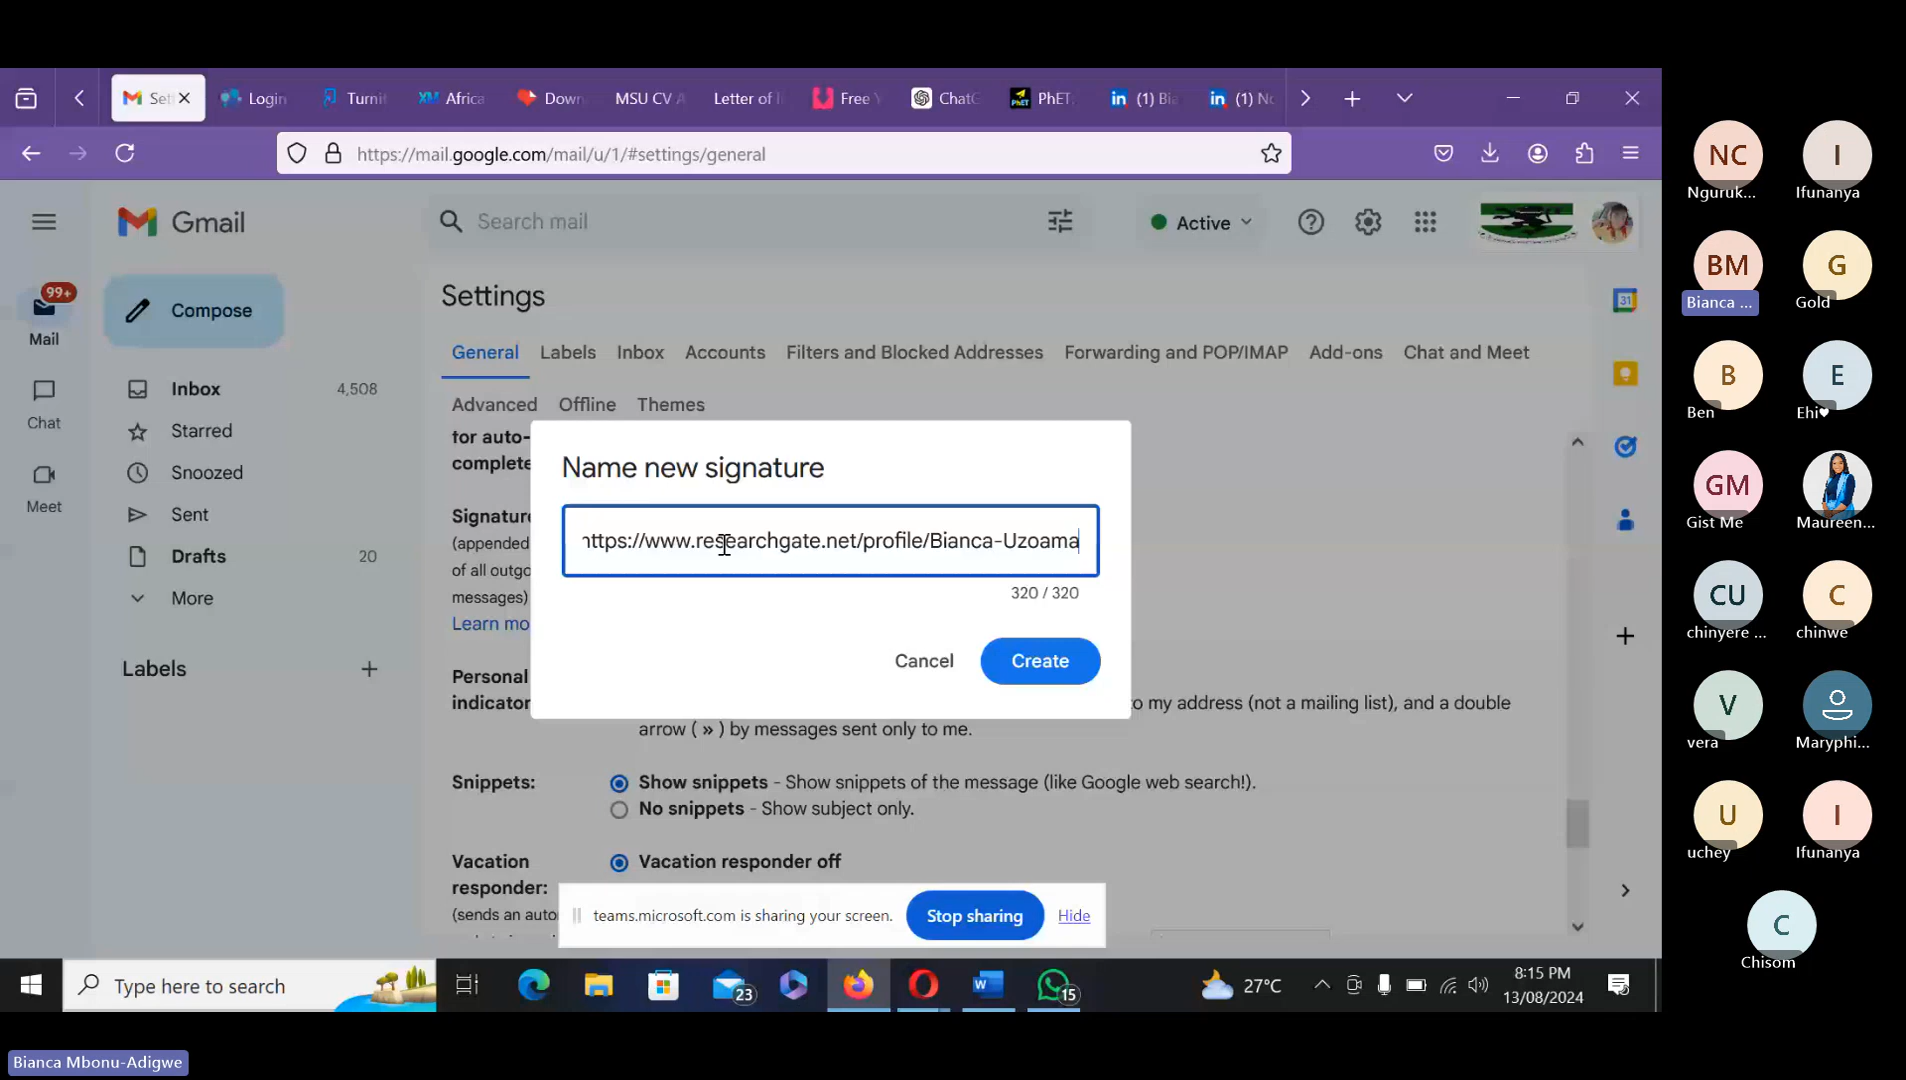 Set
Login
Turnit
XM Africa
Down
MSU CV A
Letter of I
Free Y
ChatG
PhET
(1) Bia
(1) No
https://mail.google.com/mail/u/1/#settings/general
Gmail
Search mail
Active
99+
Mail
Chat
Meet
Compose
Inbox 4,508
Starred
Snoozed
Sent
Drafts 20
More
Labels
Settings
General Labels Inbox Accounts Filters and Blocked Addresses Forwarding and POP/IMAP Add-ons Chat and Meet
Advanced Offline Themes
for auto-
complete
Signature
(appended
of all outgo
messages)
Learn mo
Name new signature
https://www.researchgate.net/profile/Bianca-Uzoama
320 / 320
Cancel Create
Personal
indicator
to my address (not a mailing list), and a double
arrow ( » ) by messages sent only to me.
Snippets:
Show snippets - Show snippets of the message (like Google web search!).
No snippets - Show subject only.
Vacation
responder:
(sends an auto
Vacation responder off
teams.microsoft.com is sharing your screen.
Stop sharing
Hide
31
Type here to search
23
15
27°C
8:15 PM
13/08/2024
NC
Nguruk...
I
Ifunanya
BM
Bianca ...
G
Gold
B
Ben
E
Ehi♥
GM
Gist Me
Maureen...
CU
chinyere ...
C
chinwe
V
vera
Maryphi...
U
uchey
I
Ifunanya
C
Chisom
Bianca Mbonu-Adigwe